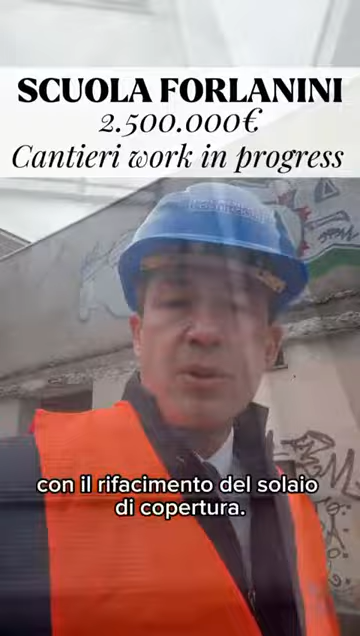 SCUOLA FORLANINI
2.500.000€
Cantieri work in progress
con il rifacimento del solaio
di copertura.